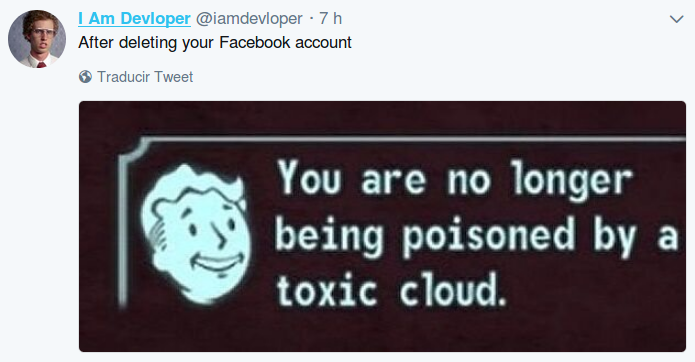 I Am Devloper @iamdevloper · 7 h
After deleting your Facebook account
Traducir Tweet
You are no longer
being poisoned by a
toxic cloud.